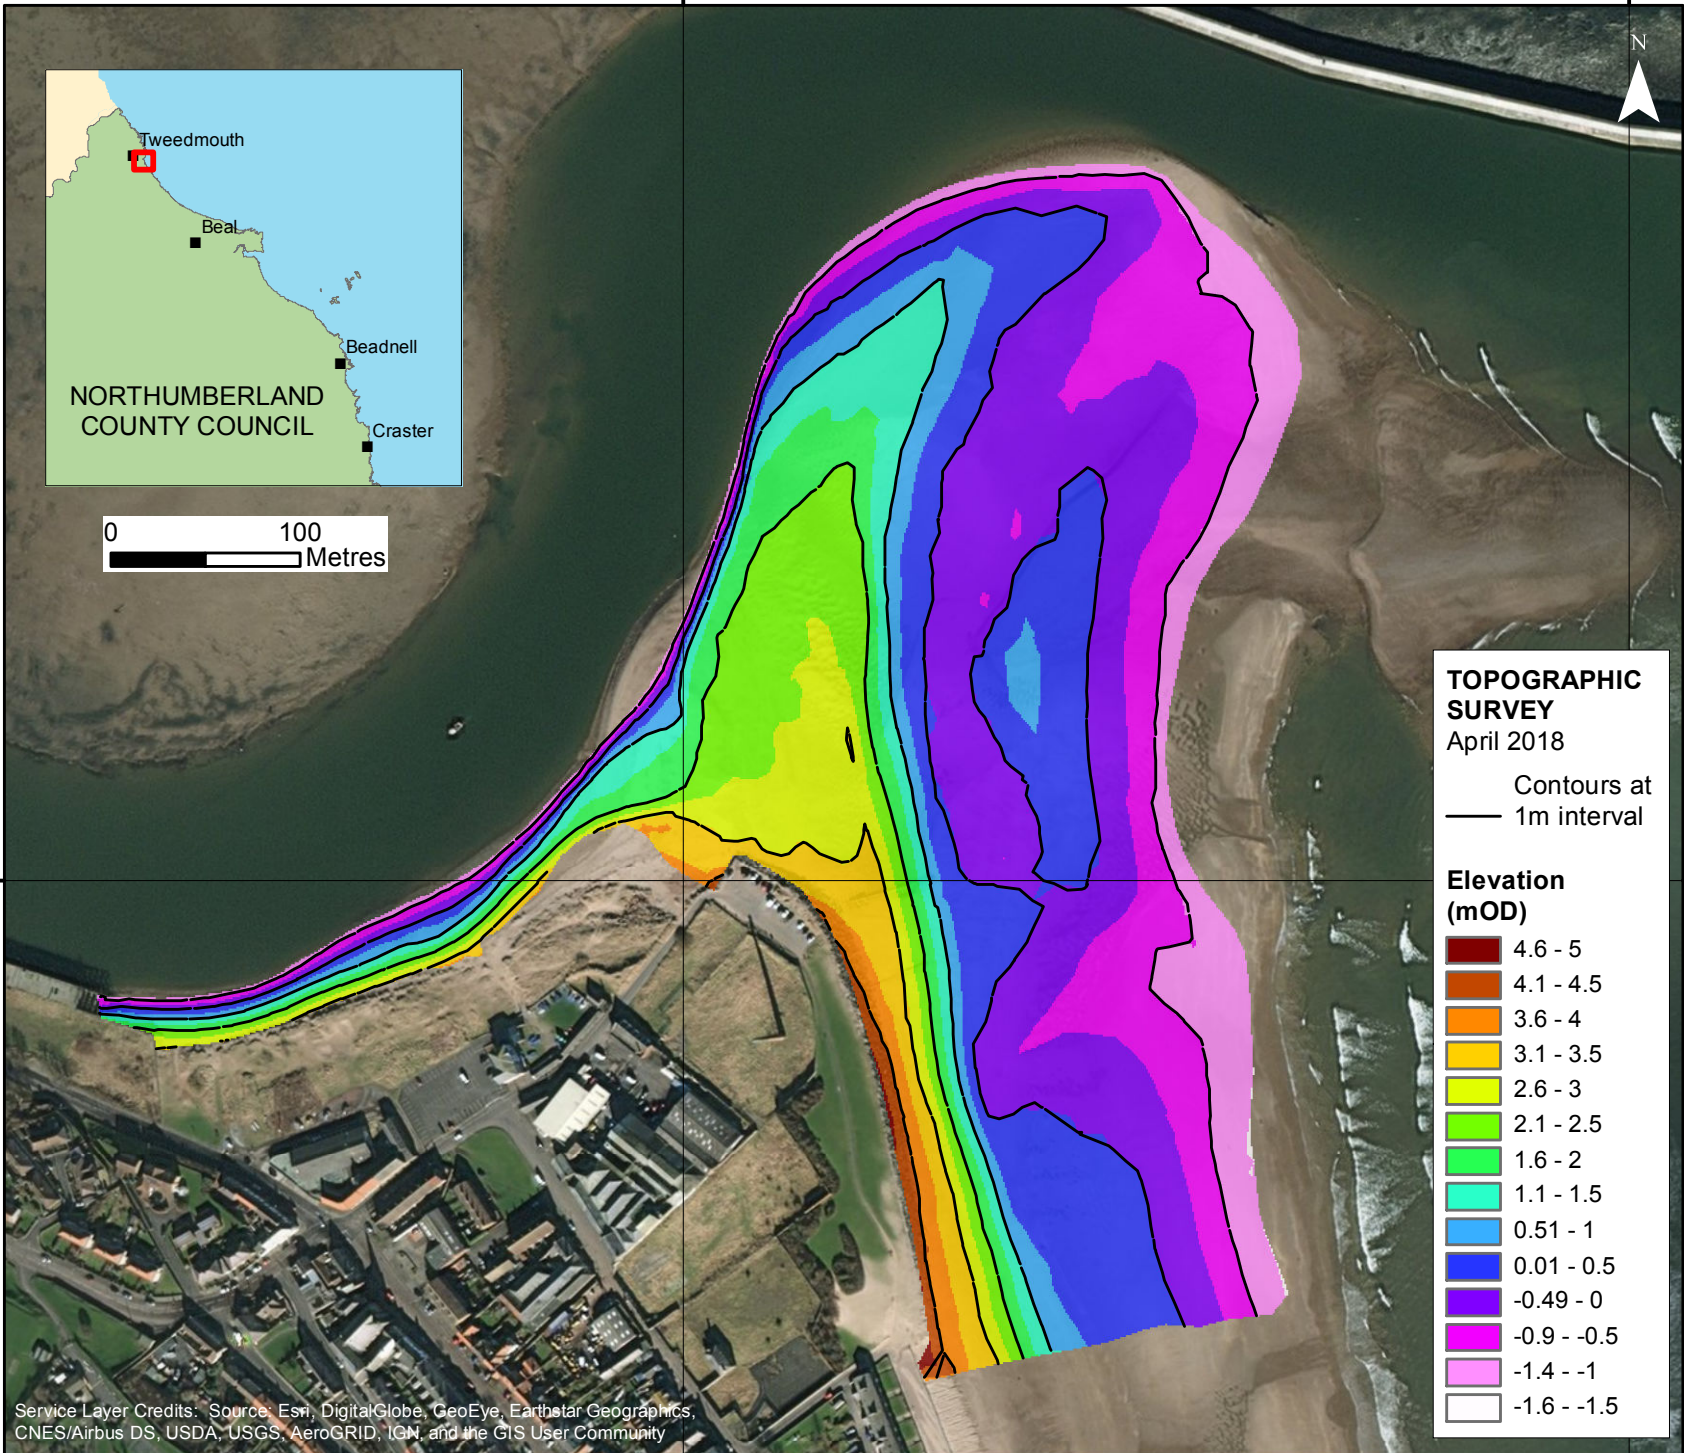 N
Tweedmouth
Beal
Beadnell
NORTHUMBERLAND
COUNTY COUNCIL
Craster
0 100
Metres
TOPOGRAPHIC
SURVEY
April 2018
Contours at
1m interval
Elevation
(mOD)
4.6 - 5
4.1 - 4.5
3.6 - 4
3.1 - 3.5
2.6 - 3
2.1 - 2.5
1.6 - 2
1.1 - 1.5
0.51 - 1
0.01 - 0.5
-0.49 - 0
-0.9 - -0.5
-1.4 - -1
-1.6 - -1.5
Service Layer Credits: Source: Esri, DigitalGlobe, GeoEye, Earthstar Geographics,
CNES/Airbus DS, USDA, USGS, AeroGRID, IGN, and the GIS User Community